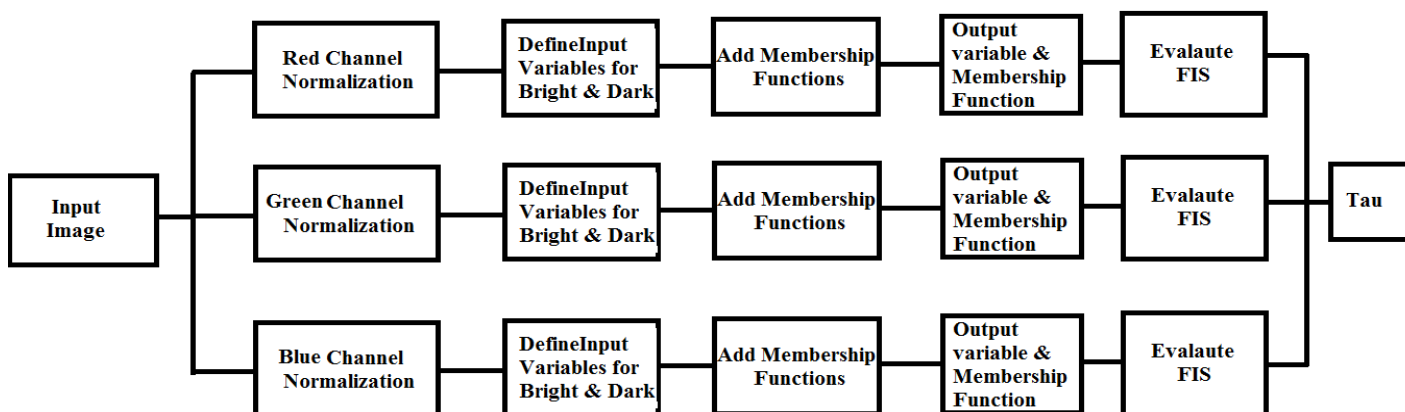 Input
Image
Red Channel
Normalization
DefineInput
Variables for
Bright & Dark
Add Membership
Functions
Output
variable &
Membership
Function
Evalaute
FIS
Green Channel
Normalization
DefineInput
Variables for
Bright & Dark
Add Membership
Functions
Output
variable &
Membership
Function
Evalaute
FIS
Blue Channel
Normalization
DefineInput
Variables for
Bright & Dark
Add Membership
Functions
Output
variable &
Membership
Function
Evalaute
FIS
Tau